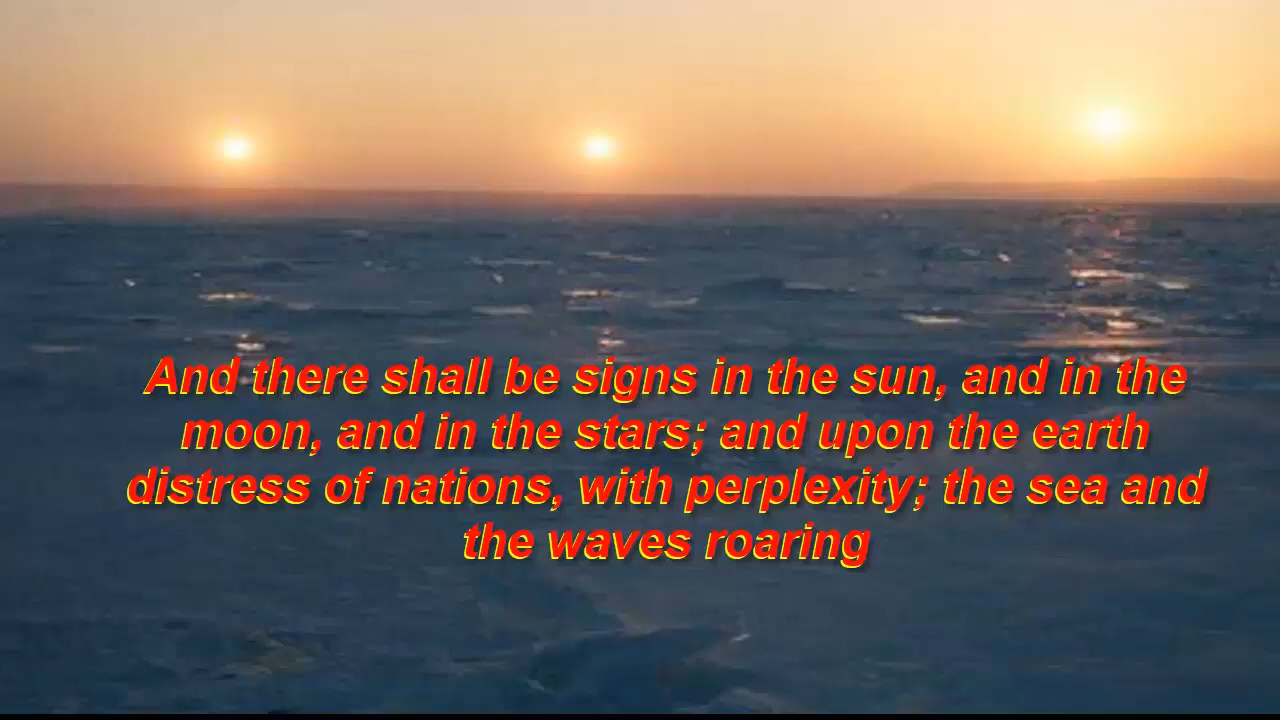 And there shall be signs in the sun, and in the
moon, and in the stars; and upon the earth
distress of nations, with perplexity; the sea and
the waves roaring